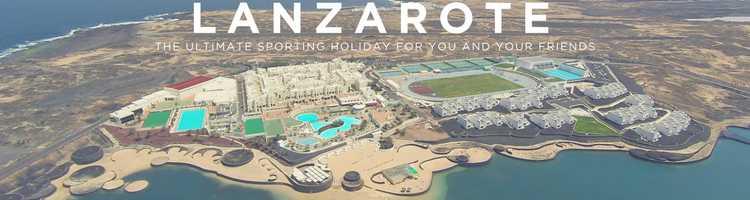 LANZAROTE
THE ULTIMATE SPORTING HOLIDAY FOR YOU AND YOUR FRIENDS